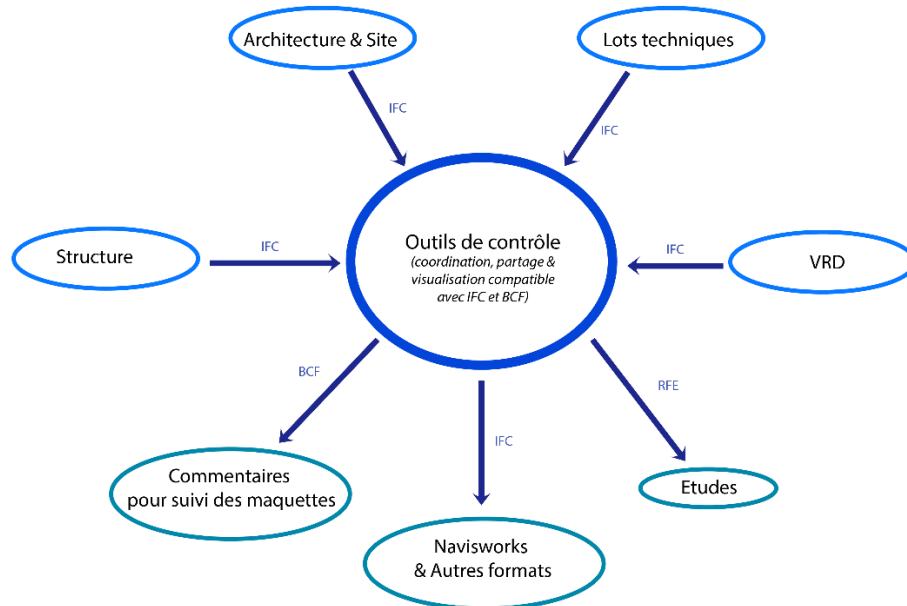 Architecture & Site
Lots techniques
IFC
IFC
Structure
IFC
Outils de contrôle
(coordination, partage &
visualisation compatible
avec IFC et BCF)
IFC
VRD
BCF
IFC
RFE
Commentaires
pour suivi des maquettes
Navisworks
& Autres formats
Etudes